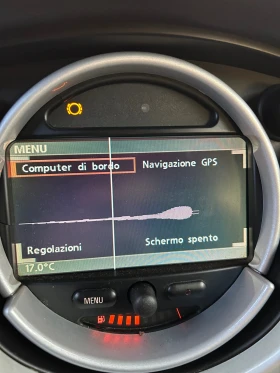 MENU
Computer di bordo
Navigazione GPS
Regolazioni
Schermo spento
17.0°C
MENU